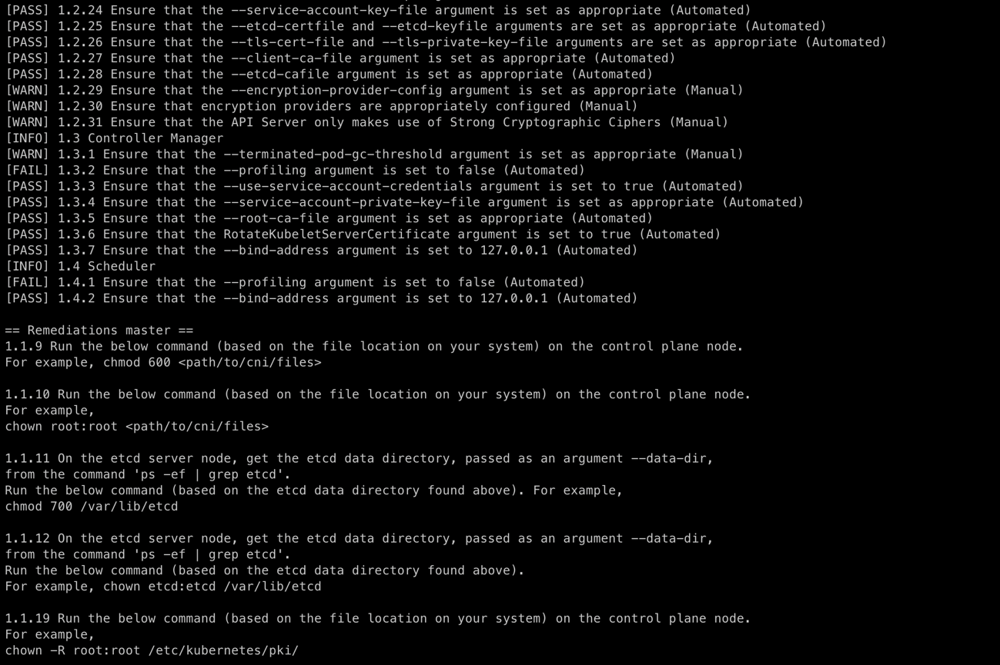 [PASS] 1.2.24 Ensure that the --service-account-key-file argument is set as appropriate (Automated)
[PASS] 1.2.25 Ensure that the --etcd-certfile and --etcd-keyfile arguments are set as appropriate (Automated)
[PASS] 1.2.26 Ensure that the --tls-cert-file and --tls-private-key-file arguments are set as appropriate (Automated)
[PASS] 1.2.27 Ensure that the --client-ca-file argument is set as appropriate (Automated)
[PASS] 1.2.28 Ensure that the --etcd-cafile argument is set as appropriate (Automated)
[WARN] 1.2.29 Ensure that the --encryption-provider-config argument is set as appropriate (Manual)
[WARN] 1.2.30 Ensure that encryption providers are appropriately configured (Manual)
[WARN] 1.2.31 Ensure that the API Server only makes use of Strong Cryptographic Ciphers (Manual)
[INFO] 1.3 Controller Manager
[WARN] 1.3.1 Ensure that the --terminated-pod-gc-threshold argument is set as appropriate (Manual)
[FAIL] 1.3.2 Ensure that the --profiling argument is set to false (Automated)
[PASS] 1.3.3 Ensure that the --use-service-account-credentials argument is set to true (Automated)
[PASS] 1.3.4 Ensure that the --service-account-private-key-file argument is set as appropriate (Automated)
[PASS] 1.3.5 Ensure that the --root-ca-file argument is set as appropriate (Automated)
[PASS] 1.3.6 Ensure that the RotateKubeletServerCertificate argument is set to true (Automated)
[PASS] 1.3.7 Ensure that the --bind-address argument is set to 127.0.0.1 (Automated)
[INFO] 1.4 Scheduler
[FAIL] 1.4.1 Ensure that the --profiling argument is set to false (Automated)
[PASS] 1.4.2 Ensure that the --bind-address argument is set to 127.0.0.1 (Automated)

== Remediations master ==
1.1.9 Run the below command (based on the file location on your system) on the control plane node.
For example, chmod 600 <path/to/cni/files>

1.1.10 Run the below command (based on the file location on your system) on the control plane node.
For example,
chown root:root <path/to/cni/files>

1.1.11 On the etcd server node, get the etcd data directory, passed as an argument --data-dir,
from the command 'ps -ef | grep etcd'.
Run the below command (based on the etcd data directory found above). For example,
chmod 700 /var/lib/etcd

1.1.12 On the etcd server node, get the etcd data directory, passed as an argument --data-dir,
from the command 'ps -ef | grep etcd'.
Run the below command (based on the etcd data directory found above).
For example, chown etcd:etcd /var/lib/etcd

1.1.19 Run the below command (based on the file location on your system) on the control plane node.
For example,
chown -R root:root /etc/kubernetes/pki/